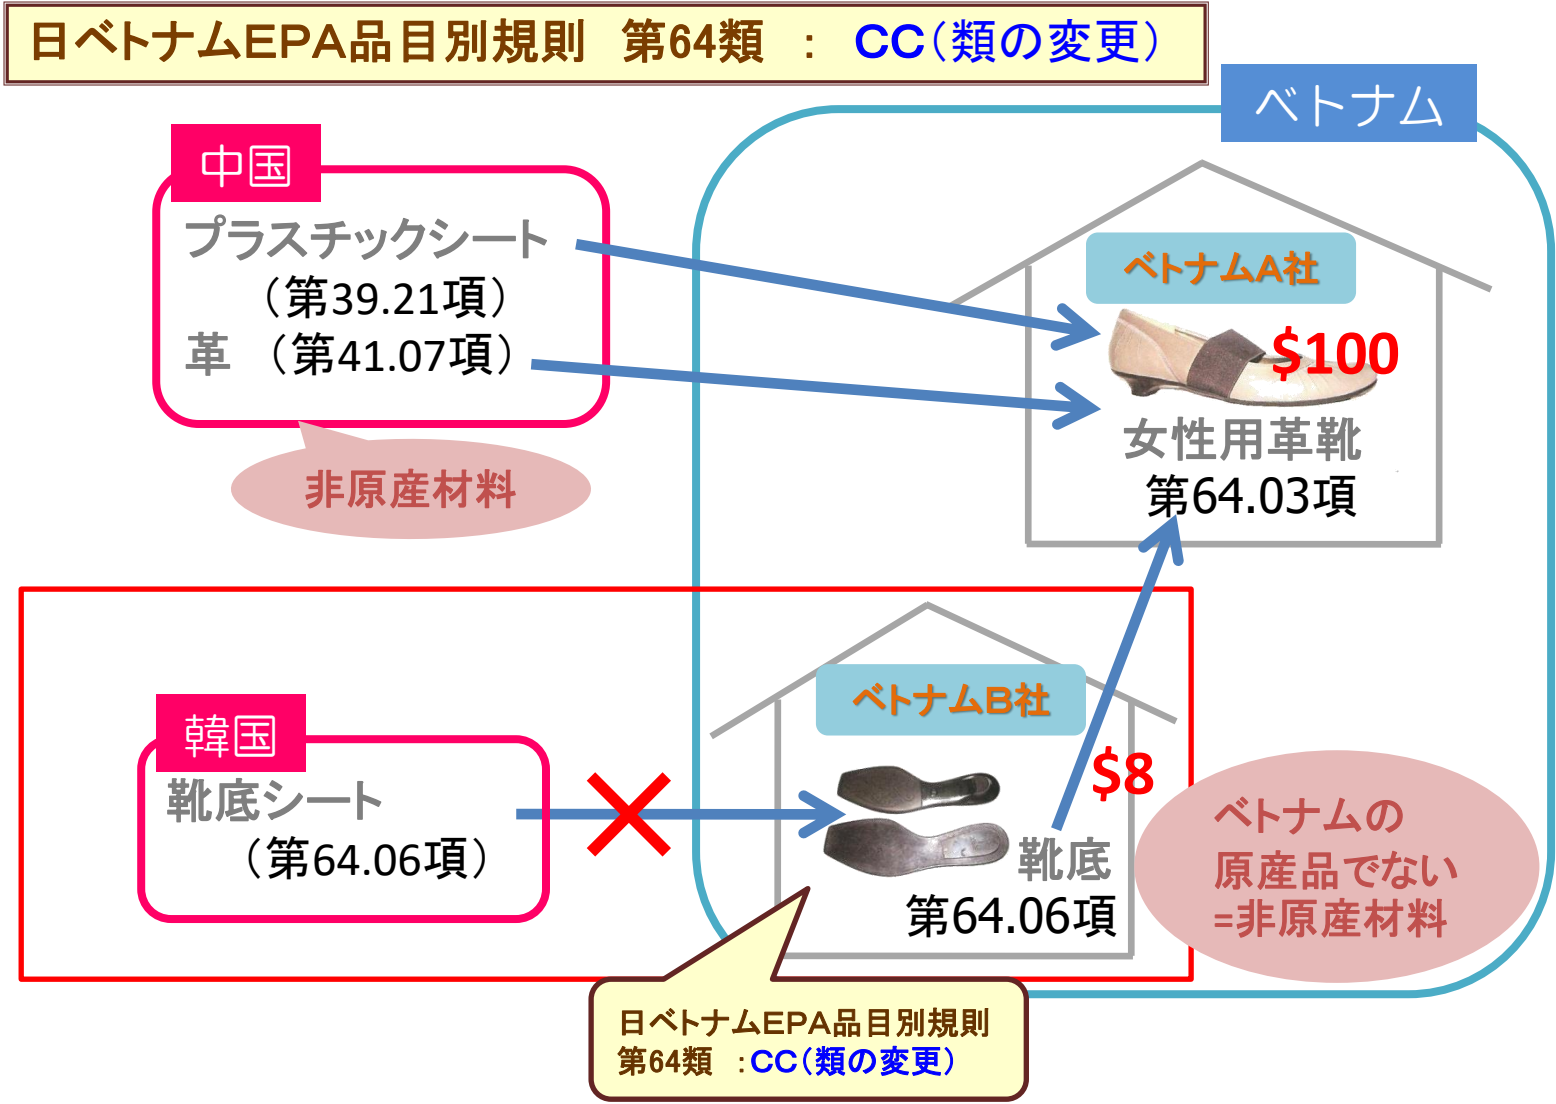 日ベトナムEPA品目別規則　第64類　：　CC（類の変更）
ベトナム
中国
プラスチックシート
（第39.21項）
革　（第41.07項）
非原産材料
ベトナムA社
$100
女性用革靴
第64.03項
韓国
靴底シート
（第64.06項）
ベトナムB社
$8
靴底
第64.06項
ベトナムの
原産品でない
=非原産材料
日ベトナムEPA品目別規則
第64類　：CC（類の変更）